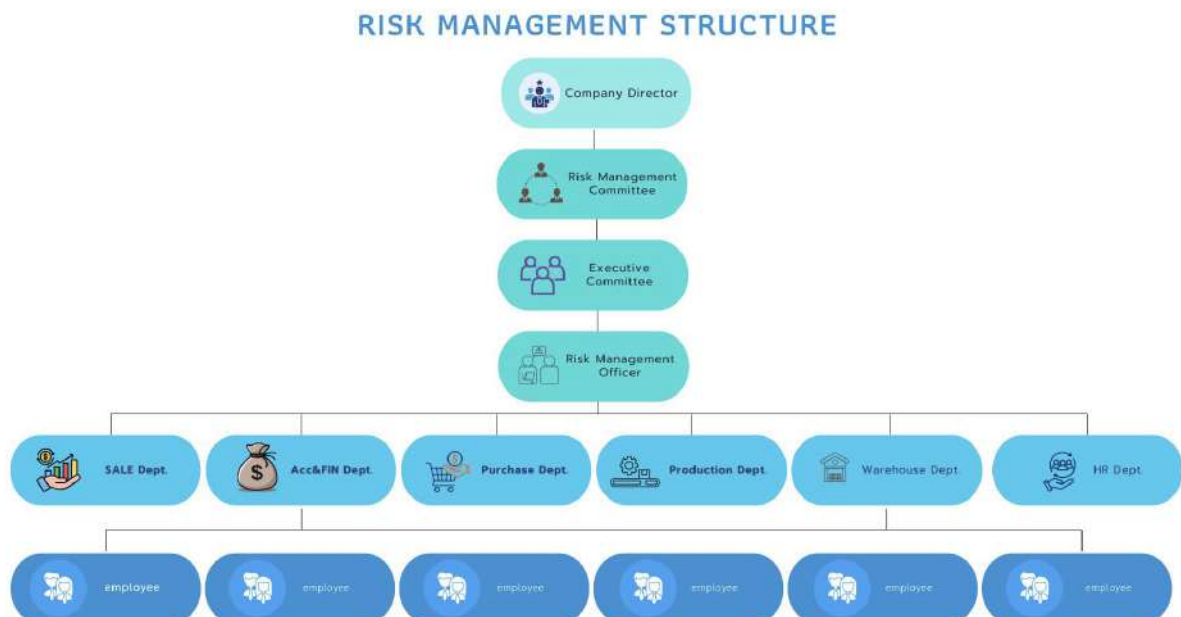 RISK MANAGEMENT STRUCTURE
Company Director
Risk Management
Committee
Executive
Committee
Risk Management
Officer
SALE Dept.
Acc&FIN Dept.
Purchase Dept.
Production Dept.
Warehouse Dept.
HR Dept.
employee
employee
employee
employee
employee
employee